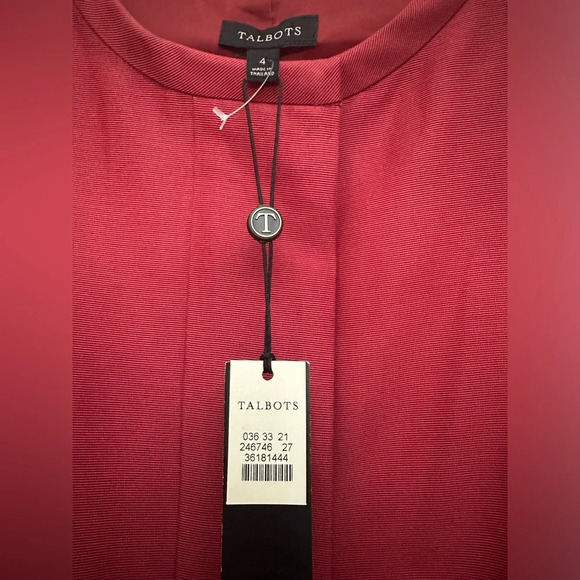 TALBOTS
4
MADE IN
THAILAND
T
TALBOTS
036 33 21
246746 27
36181444